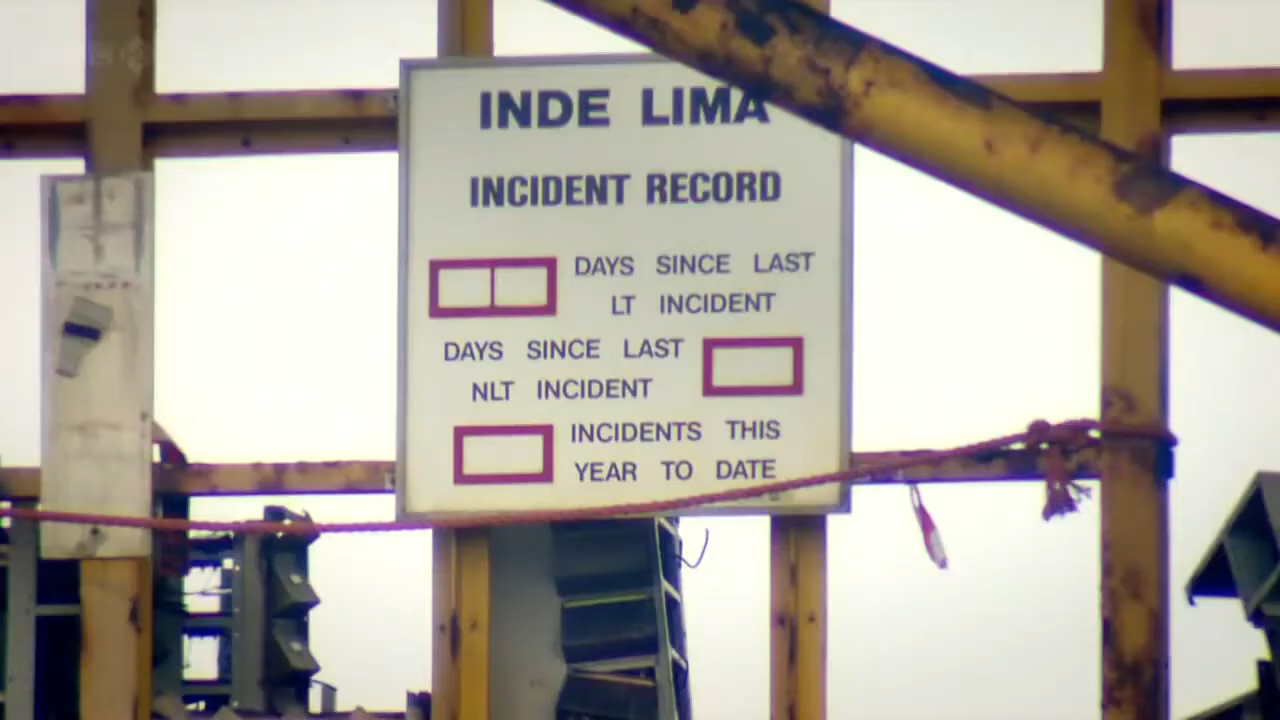 INDE LIMA
INCIDENT RECORD
DAYS SINCE LAST
LT INCIDENT
DAYS SINCE LAST
NLT INCIDENT
INCIDENTS THIS
YEAR TO DATE